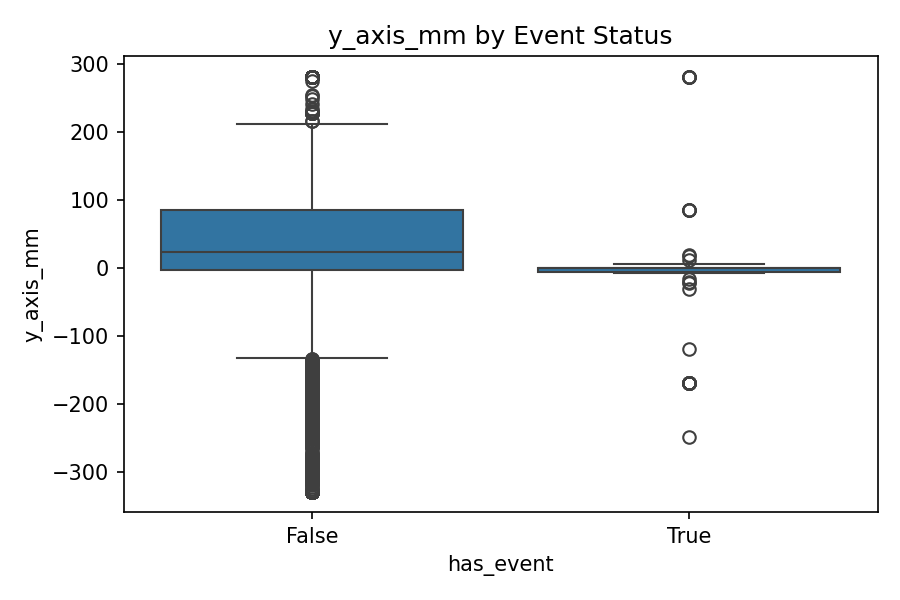 y_axis_mm by Event Status
y_axis_mm
300
200
100
0
−100
−200
−300
False
True
has_event